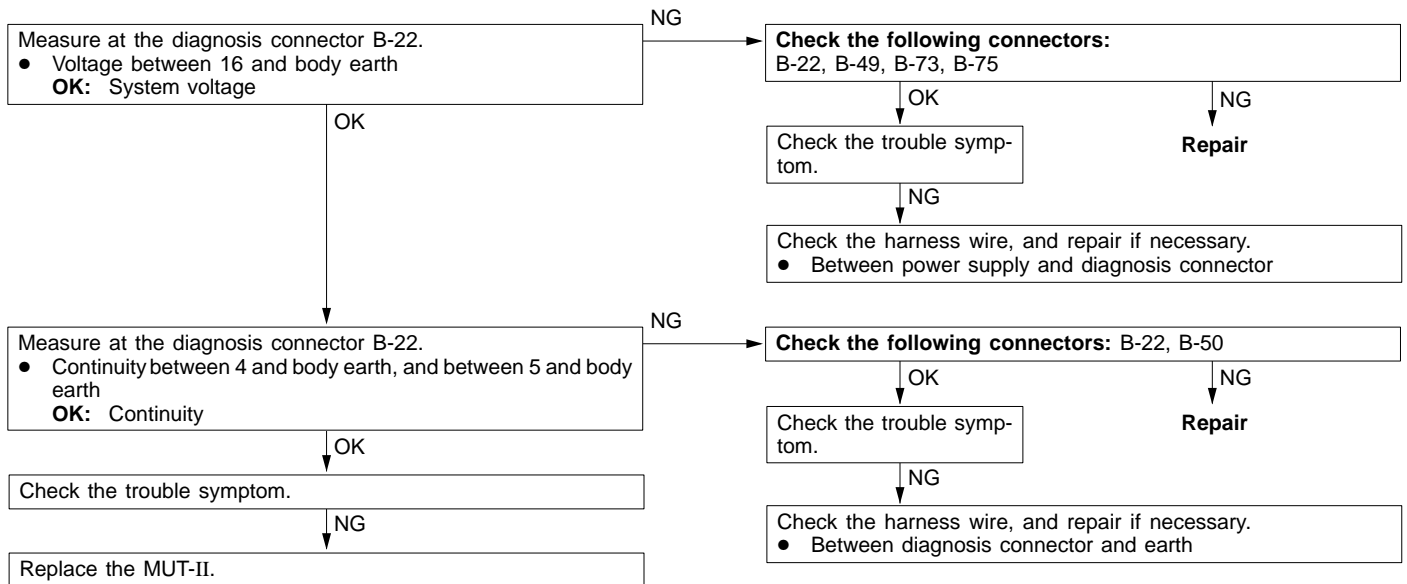 Measure at the diagnosis connector B-22.
● Voltage between 16 and body earth
OK: System voltage
NG
Check the following connectors:
B-22, B-49, B-73, B-75
OK
NG
Check the trouble symp-
tom.
Repair
NG
Check the harness wire, and repair if necessary.
● Between power supply and diagnosis connector
OK
Measure at the diagnosis connector B-22.
● Continuity between 4 and body earth, and between 5 and body
earth
OK: Continuity
NG
Check the following connectors: B-22, B-50
OK
NG
Check the trouble symp-
tom.
Repair
NG
Check the harness wire, and repair if necessary.
● Between diagnosis connector and earth
OK
Check the trouble symptom.
NG
Replace the MUT-II.